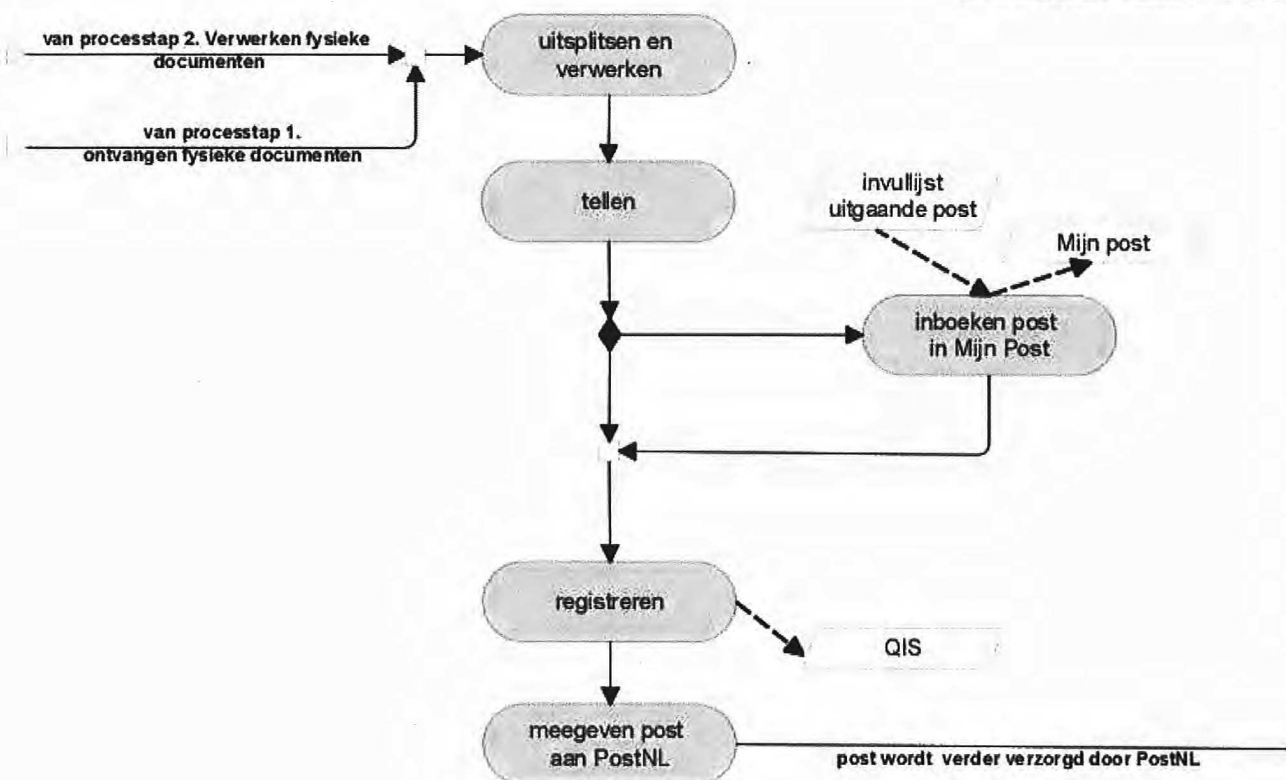 van processtap 2. Verwerken fysieke
documenten
uitsplitsen en
verwerken
van processtap 1.
ontvangen fysieke documenten
tellen
invullijst
uitgaande post
Mijn post
inboeken post
in Mijn Post
registreren
QIS
meegeven post
aan PostNL
post wordt verder verzorgd door PostNL